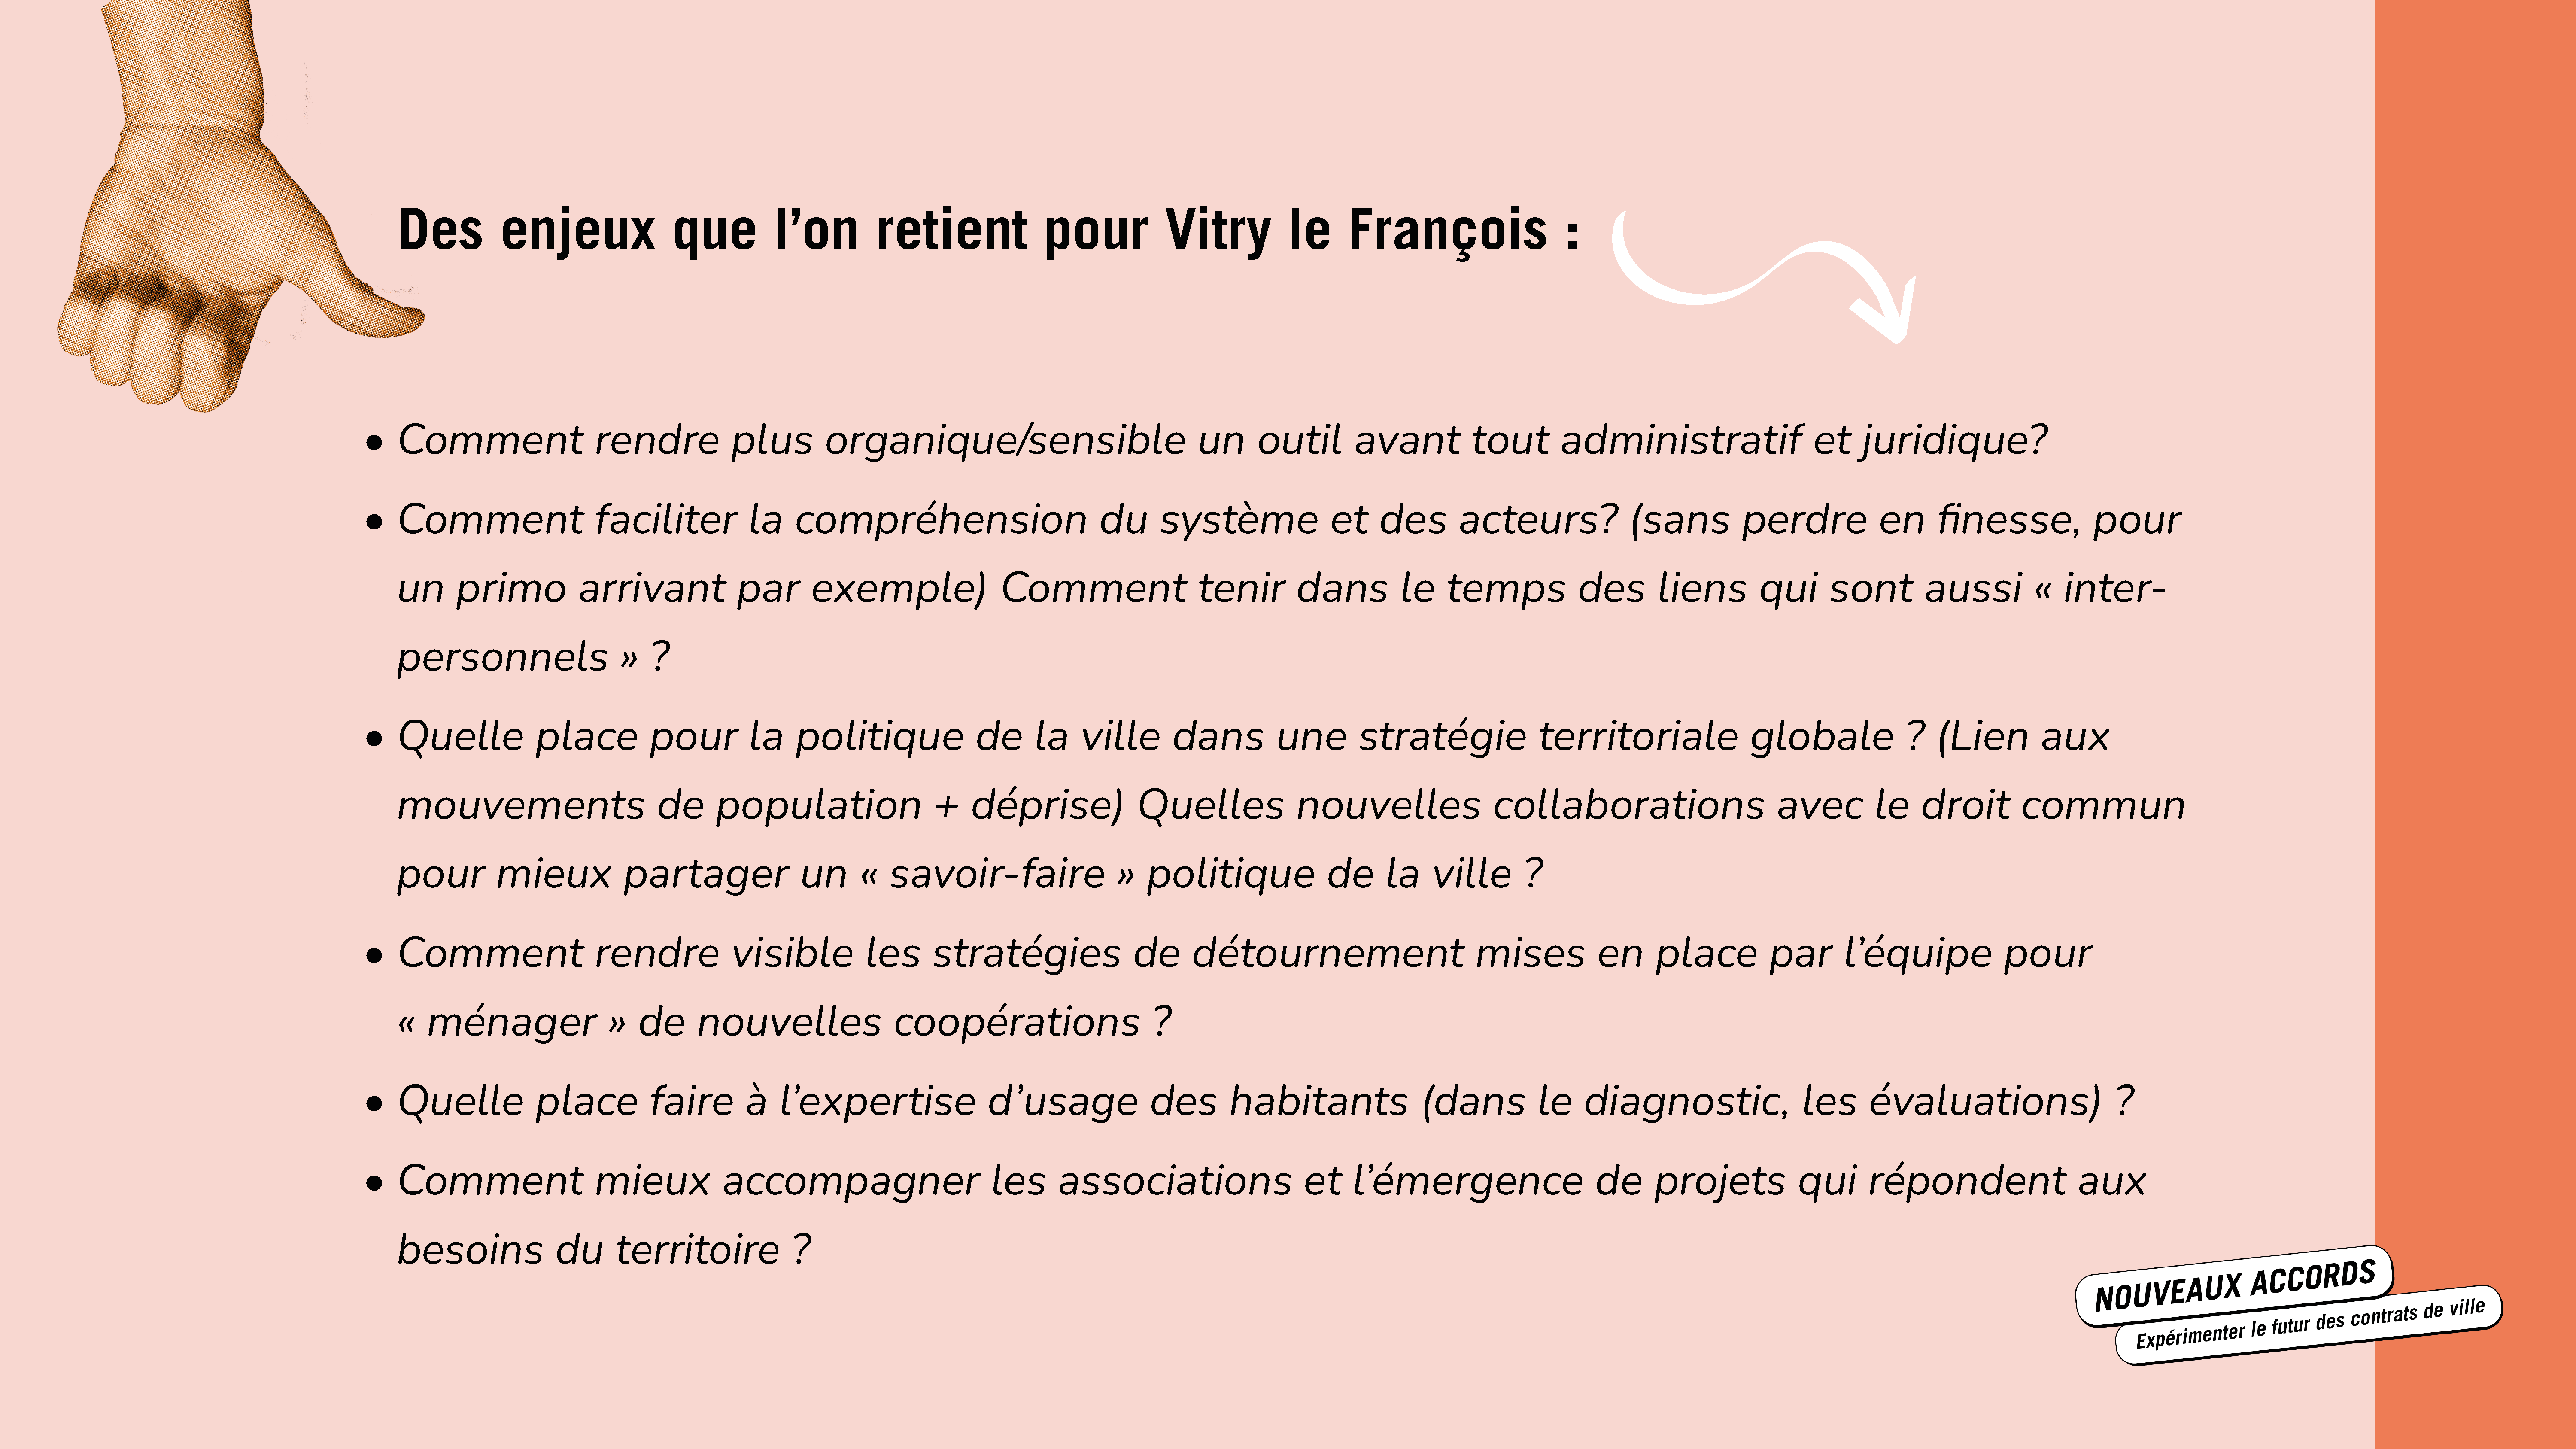 Des enjeux que l’on retient pour Vitry le François :
• Comment rendre plus organique/sensible un outil avant tout administratif et juridique?
• Comment faciliter la compréhension du système et des acteurs? (sans perdre en finesse, pour
un primo arrivant par exemple) Comment tenir dans le temps des liens qui sont aussi « inter-
personnels » ?
• Quelle place pour la politique de la ville dans une stratégie territoriale globale ? (Lien aux
mouvements de population + déprise) Quelles nouvelles collaborations avec le droit commun
pour mieux partager un « savoir-faire » politique de la ville ?
• Comment rendre visible les stratégies de détournement mises en place par l’équipe pour
« ménager » de nouvelles coopérations ?
• Quelle place faire à l’expertise d’usage des habitants (dans le diagnostic, les évaluations) ?
• Comment mieux accompagner les associations et l’émergence de projets qui répondent aux
besoins du territoire ?
NOUVEAUX ACCORDS
Expérimenter le futur des contrats de ville